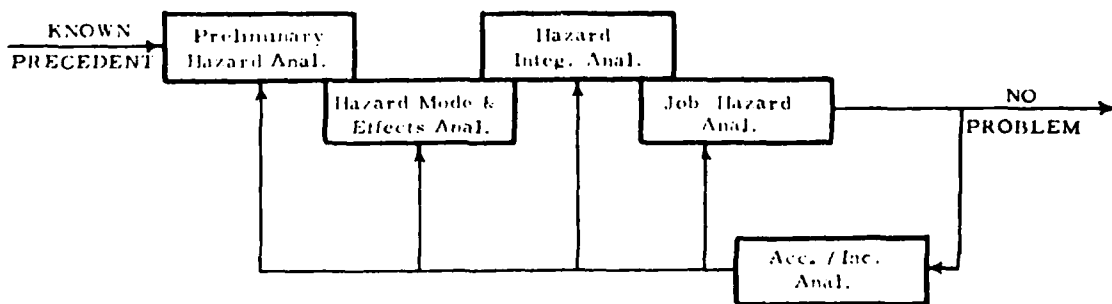 KNOWN
PRECEDENT
Preliminary
Hazard Anal.
Hazard Mode &
Effects Anal.
Hazard
Integ. Anal.
Job Hazard
Anal.
NO
PROBLEM
Acc. / Inc.
Anal.